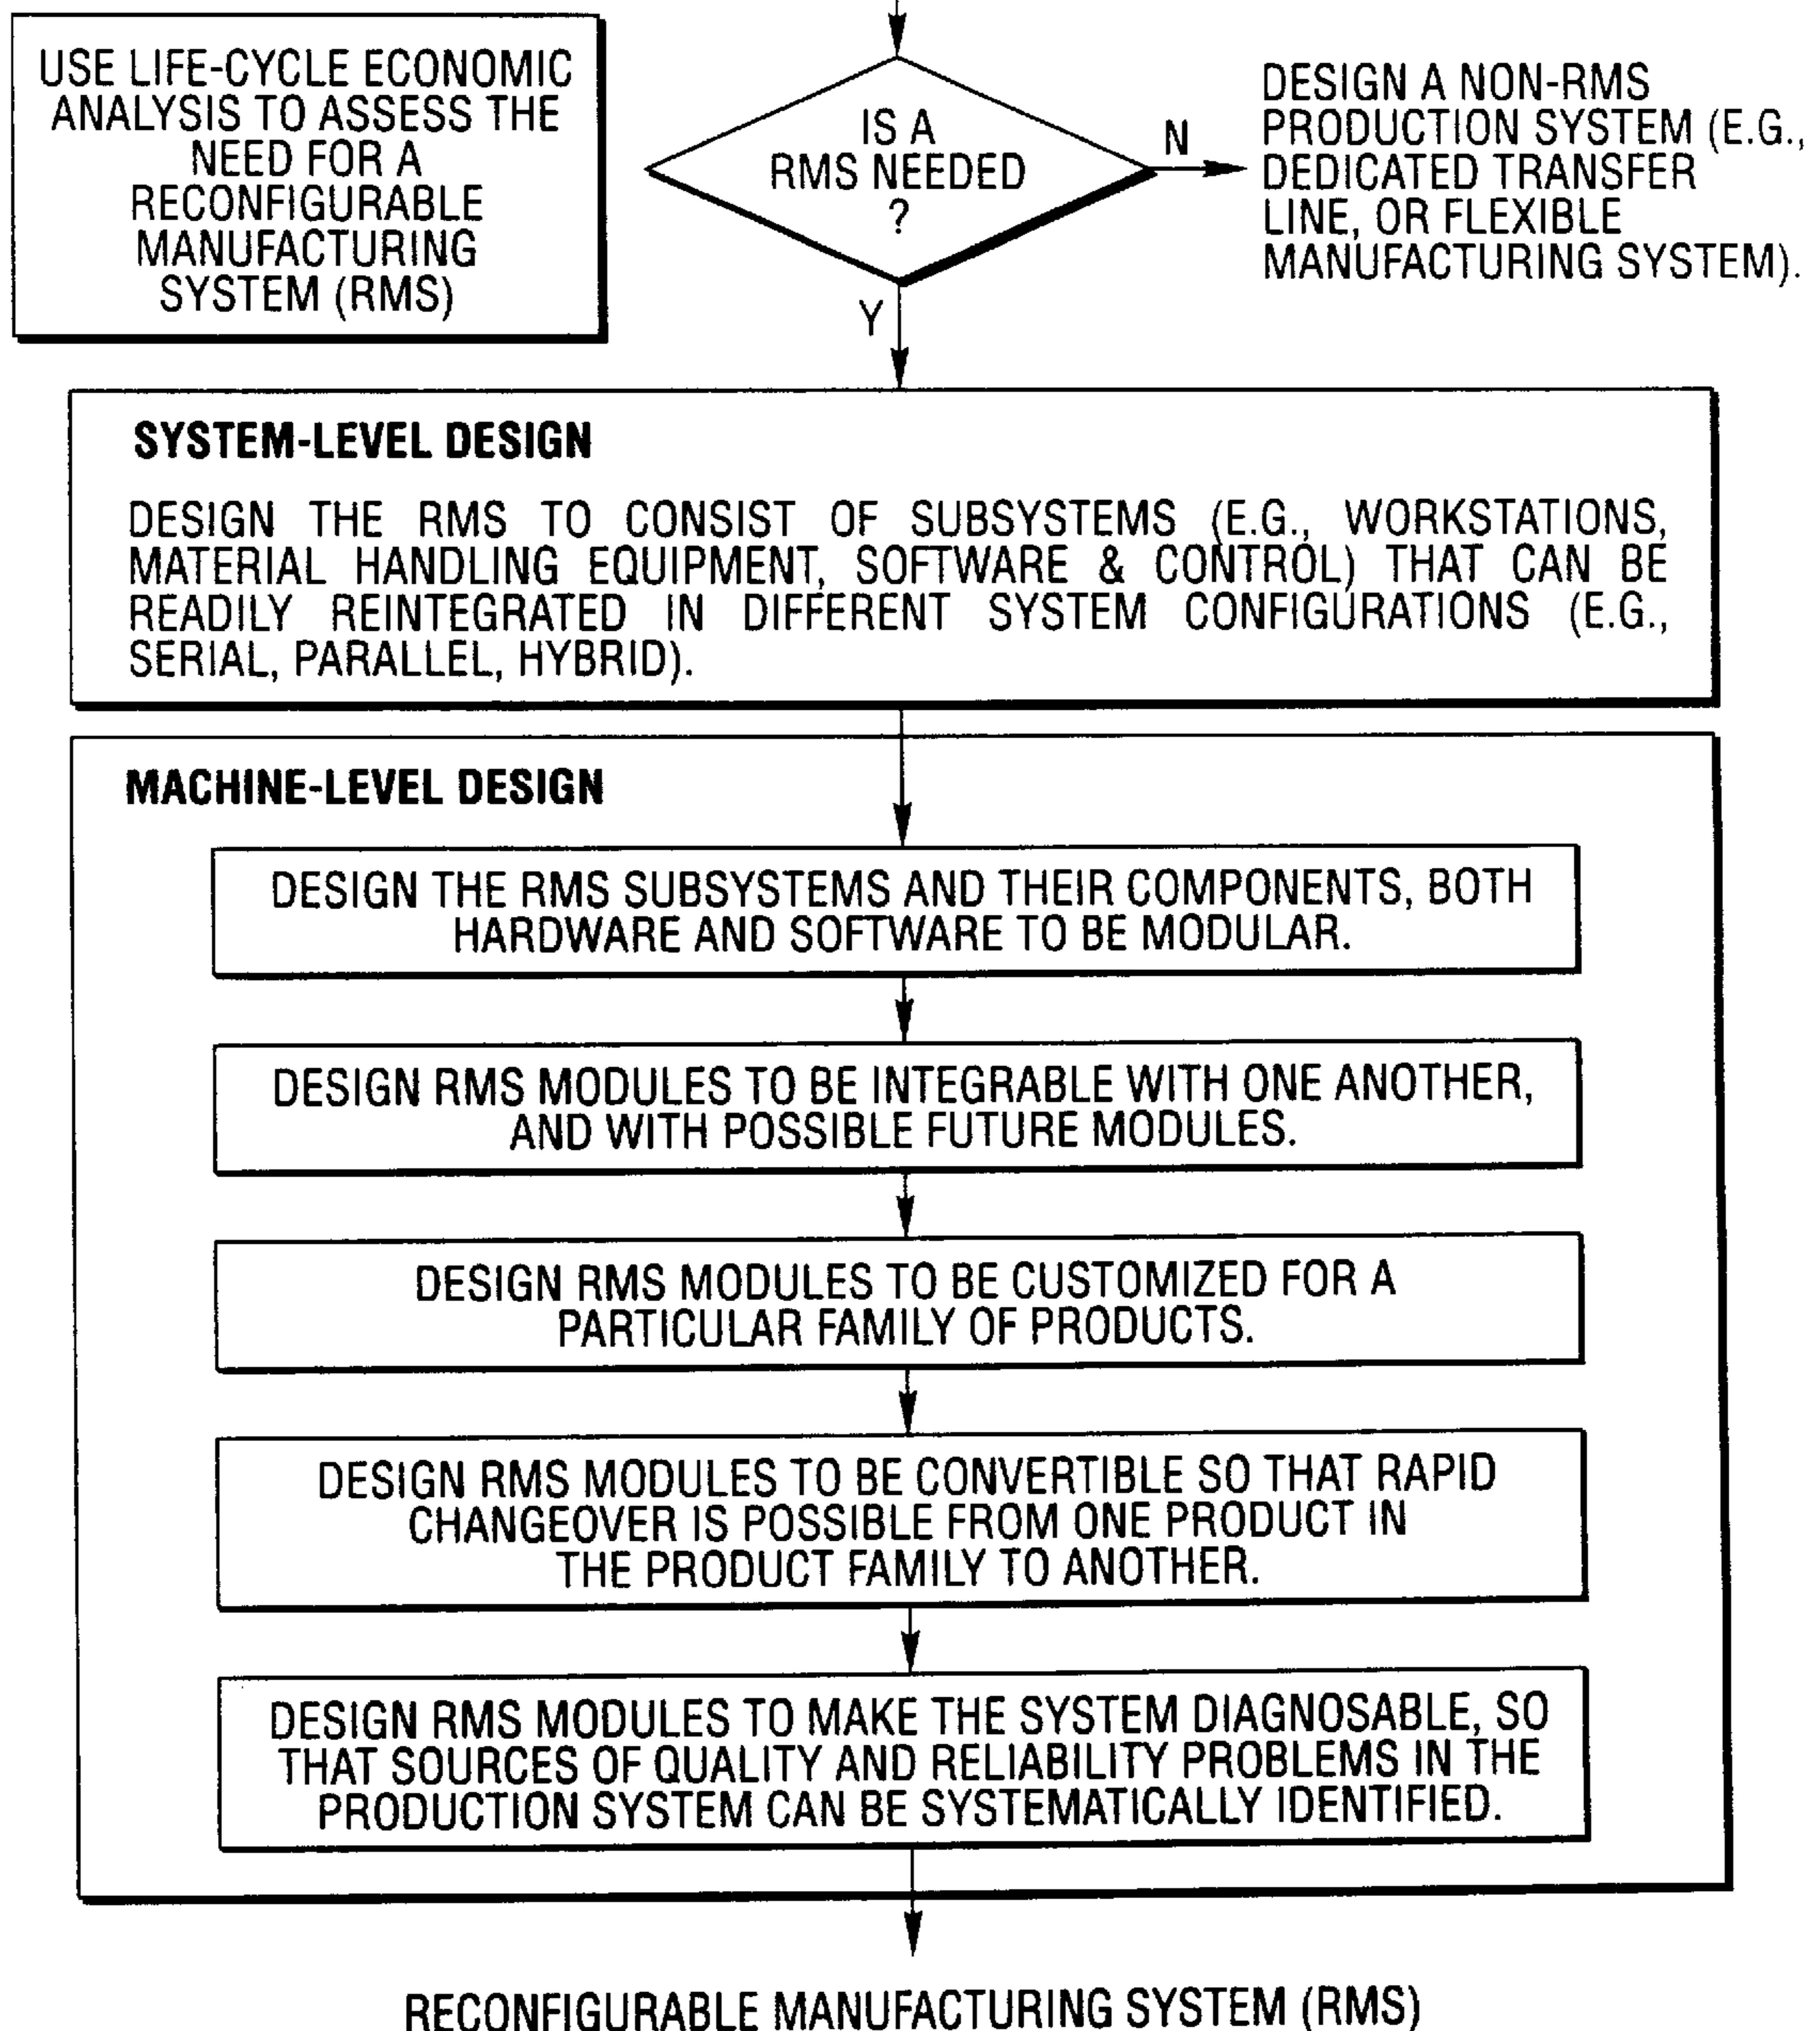 USE LIFE-CYCLE ECONOMIC
ANALYSIS TO ASSESS THE
NEED FOR A
RECONFIGURABLE
MANUFACTURING
SYSTEM (RMS)
IS A
RMS NEEDED
?
N
DESIGN A NON-RMS
PRODUCTION SYSTEM (E.G.,
DEDICATED TRANSFER
LINE, OR FLEXIBLE
MANUFACTURING SYSTEM).
Y
SYSTEM-LEVEL DESIGN
DESIGN THE RMS TO CONSIST OF SUBSYSTEMS (E.G., WORKSTATIONS,
MATERIAL HANDLING EQUIPMENT, SOFTWARE & CONTROL) THAT CAN BE
READILY REINTEGRATED IN DIFFERENT SYSTEM CONFIGURATIONS (E.G.,
SERIAL, PARALLEL, HYBRID).
MACHINE-LEVEL DESIGN
DESIGN THE RMS SUBSYSTEMS AND THEIR COMPONENTS, BOTH
HARDWARE AND SOFTWARE TO BE MODULAR.
DESIGN RMS MODULES TO BE INTEGRABLE WITH ONE ANOTHER,
AND WITH POSSIBLE FUTURE MODULES.
DESIGN RMS MODULES TO BE CUSTOMIZED FOR A
PARTICULAR FAMILY OF PRODUCTS.
DESIGN RMS MODULES TO BE CONVERTIBLE SO THAT RAPID
CHANGEOVER IS POSSIBLE FROM ONE PRODUCT IN
THE PRODUCT FAMILY TO ANOTHER.
DESIGN RMS MODULES TO MAKE THE SYSTEM DIAGNOSABLE, SO
THAT SOURCES OF QUALITY AND RELIABILITY PROBLEMS IN THE
PRODUCTION SYSTEM CAN BE SYSTEMATICALLY IDENTIFIED.
RECONFIGURABLE MANUFACTURING SYSTEM (RMS)